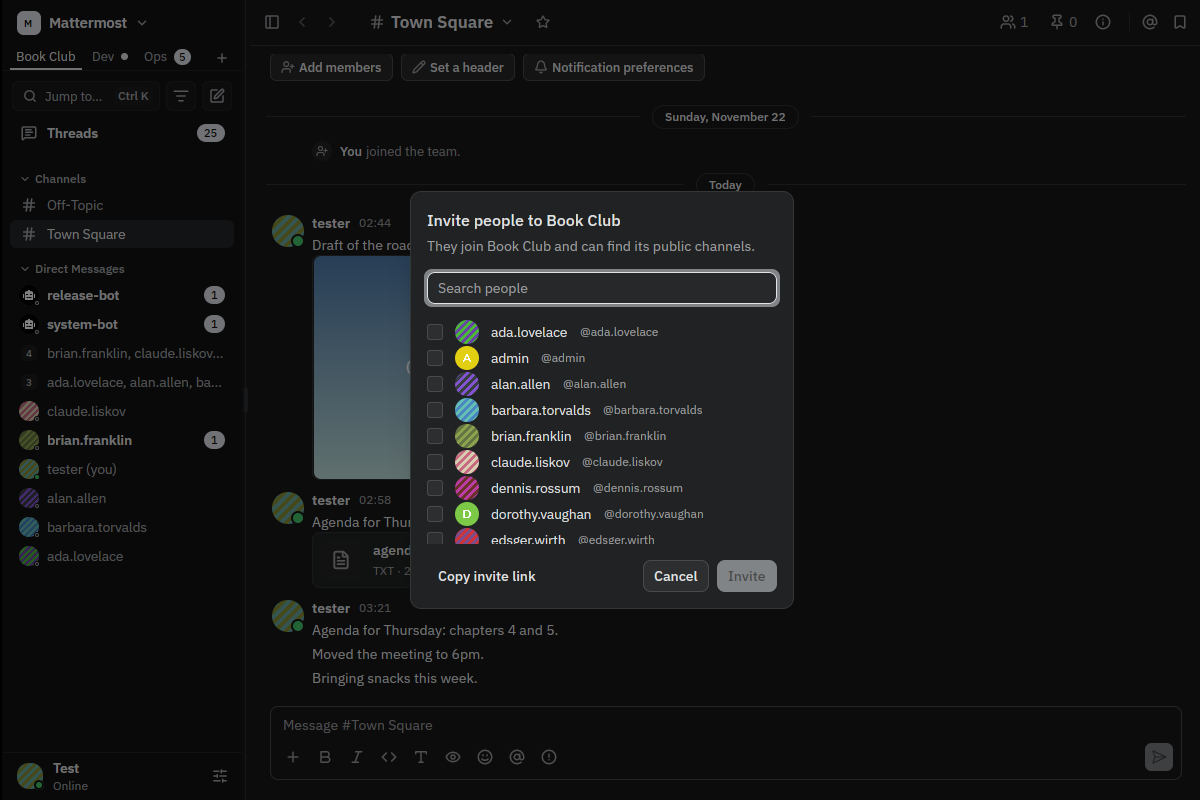 M Mattermost
Book Club Dev Ops 5
Jump to... Ctrl K
Threads 25
Channels
Off-Topic
Town Square
Direct Messages
release-bot 1
system-bot 1
4 brian.franklin, claude.liskov...
3 ada.lovelace, alan.allen, ba...
claude.liskov
brian.franklin 1
tester (you)
alan.allen
barbara.torvalds
ada.lovelace
Test
Online
Town Square
1
0
Add members Set a header Notification preferences
Sunday, November 22
You joined the team.
Today
tester 02:44
Draft of the
tester 02:58
Agenda for
TXT
tester 03:21
Agenda for Thursday: chapters 4 and 5.
Moved the meeting to 6pm.
Bringing snacks this week.
Message #Town Square
Invite people to Book Club
They join Book Club and can find its public channels.
Search people
ada.lovelace @ada.lovelace
A admin @admin
alan.allen @alan.allen
barbara.torvalds @barbara.torvalds
brian.franklin @brian.franklin
claude.liskov @claude.liskov
dennis.rossum @dennis.rossum
D dorothy.vaughan @dorothy.vaughan
edsger.wirth @edsger.wirth
Copy invite link Cancel Invite